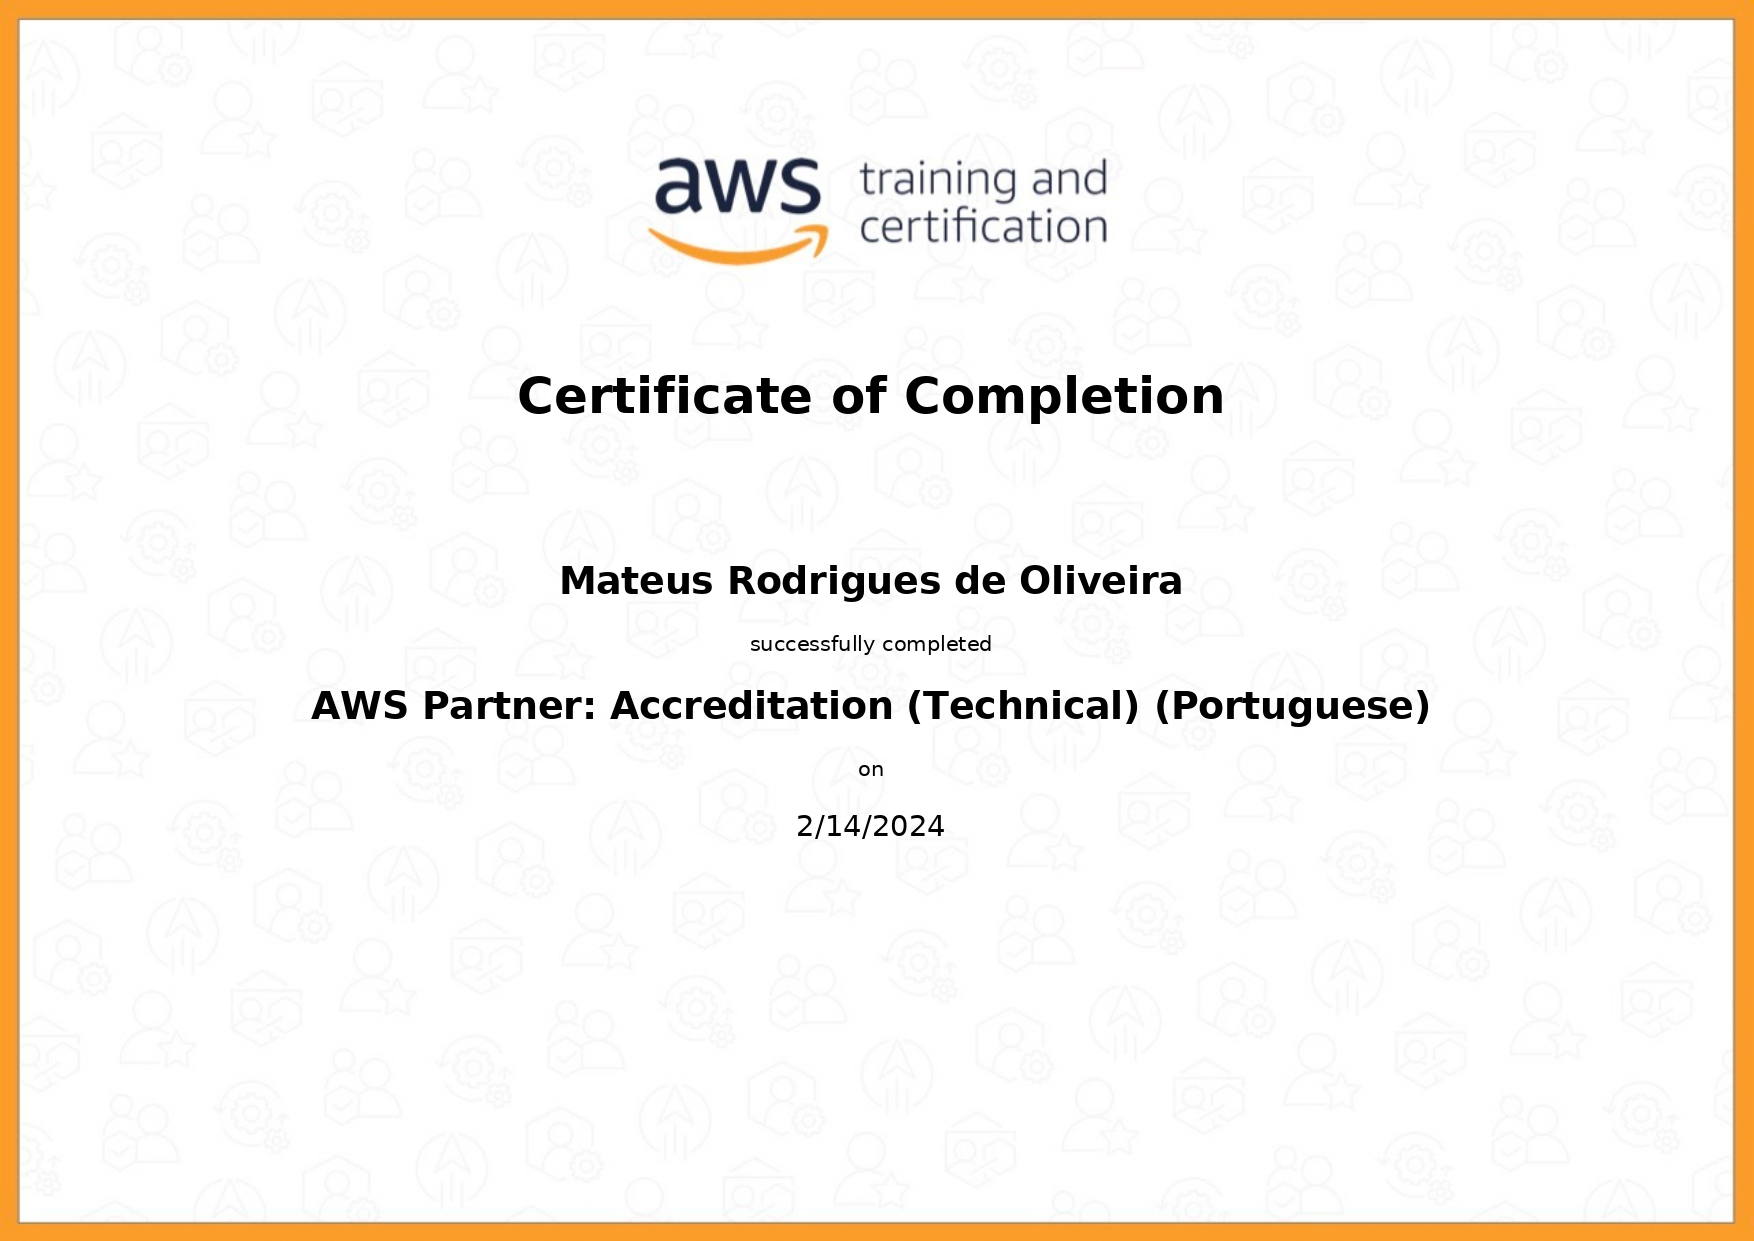 aws training and
certification
Certificate of Completion
Mateus Rodrigues de Oliveira
successfully completed
AWS Partner: Accreditation (Technical) (Portuguese)
on
2/14/2024